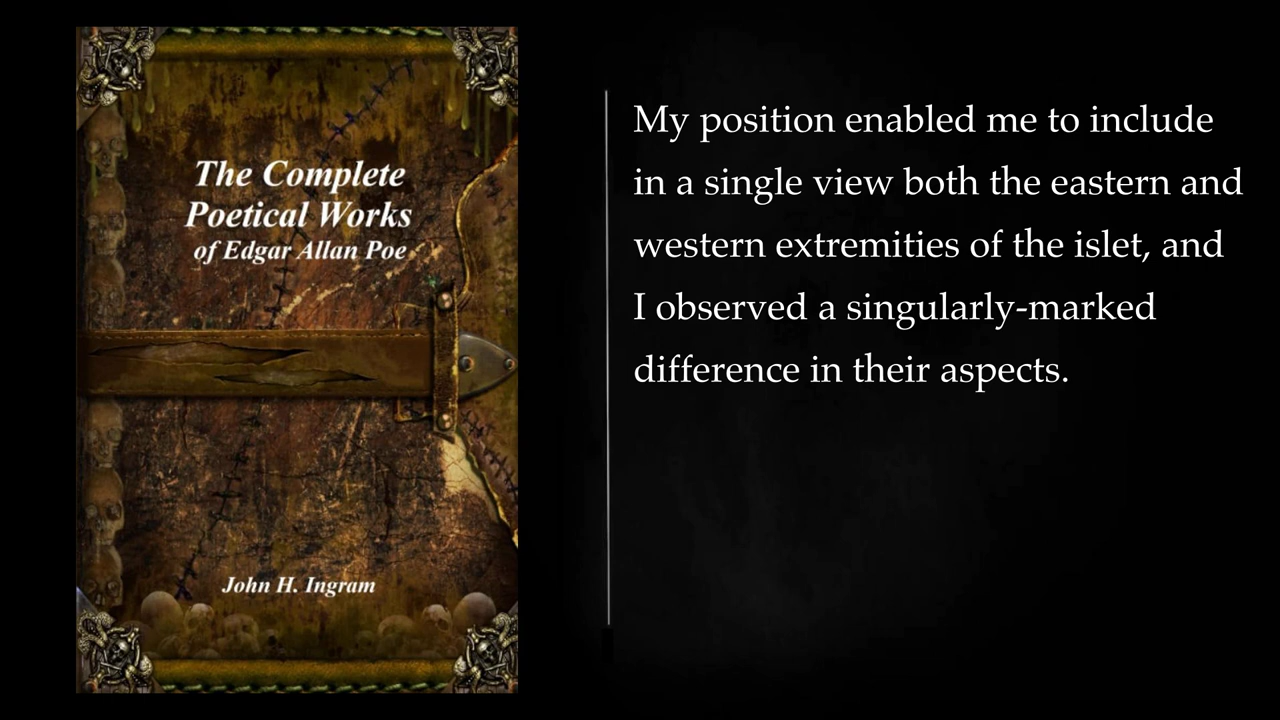 The Complete
Poetical Works
of Edgar Allan Poe
John H. Ingram
My position enabled me to include
in a single view both the eastern and
western extremities of the islet, and
I observed a singularly-marked
difference in their aspects.